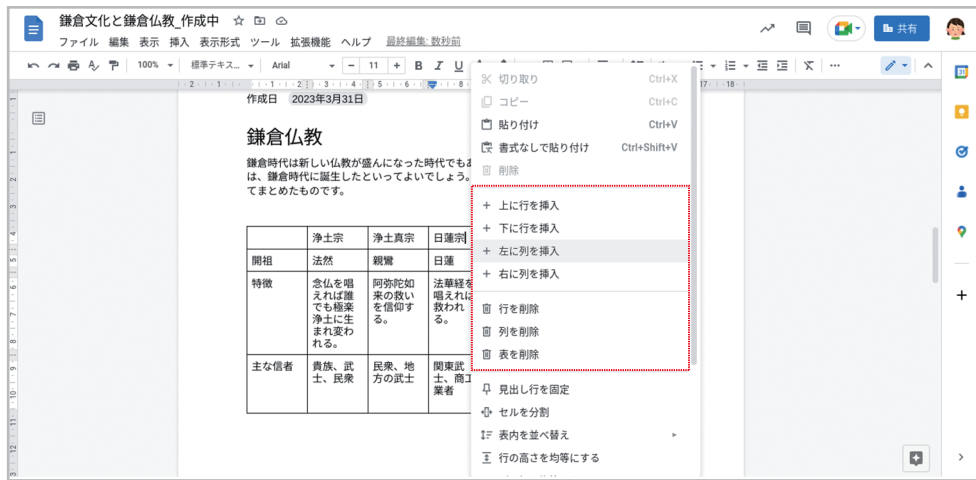 鎌倉文化と鎌倉仏教_作成中
ファイル 編集 表示 挿入 表示形式 ツール 拡張機能 ヘルプ 最終編集: 数秒前
共有
100% 標準テキス... Arial - 11 + B I U
2 1 1 2 3 4 5 6 8 17 18
作成日 2023年3月31日
鎌倉仏教
鎌倉時代は新しい仏教が盛んになった時代でもあ
は、鎌倉時代に誕生したといってよいでしょう。
てまとめたものです。
浄土宗 浄土真宗 日蓮宗
開祖 法然 親鸞 日蓮
特徴 念仏を唱えれば誰でも極楽浄土に生まれ変われる。 阿弥陀如来の救いを信仰する。 法華経を唱えれば救われる。
主な信者 貴族、武士、民衆 民衆、地方の武士 関東武士、商工業者
切り取り Ctrl+X
コピー Ctrl+C
貼り付け Ctrl+V
書式なしで貼り付け Ctrl+Shift+V
削除
+ 上に行を挿入
+ 下に行を挿入
+ 左に列を挿入
+ 右に列を挿入
行を削除
列を削除
表を削除
見出し行を固定
セルを分割
表内を並べ替え
行の高さを均等にする